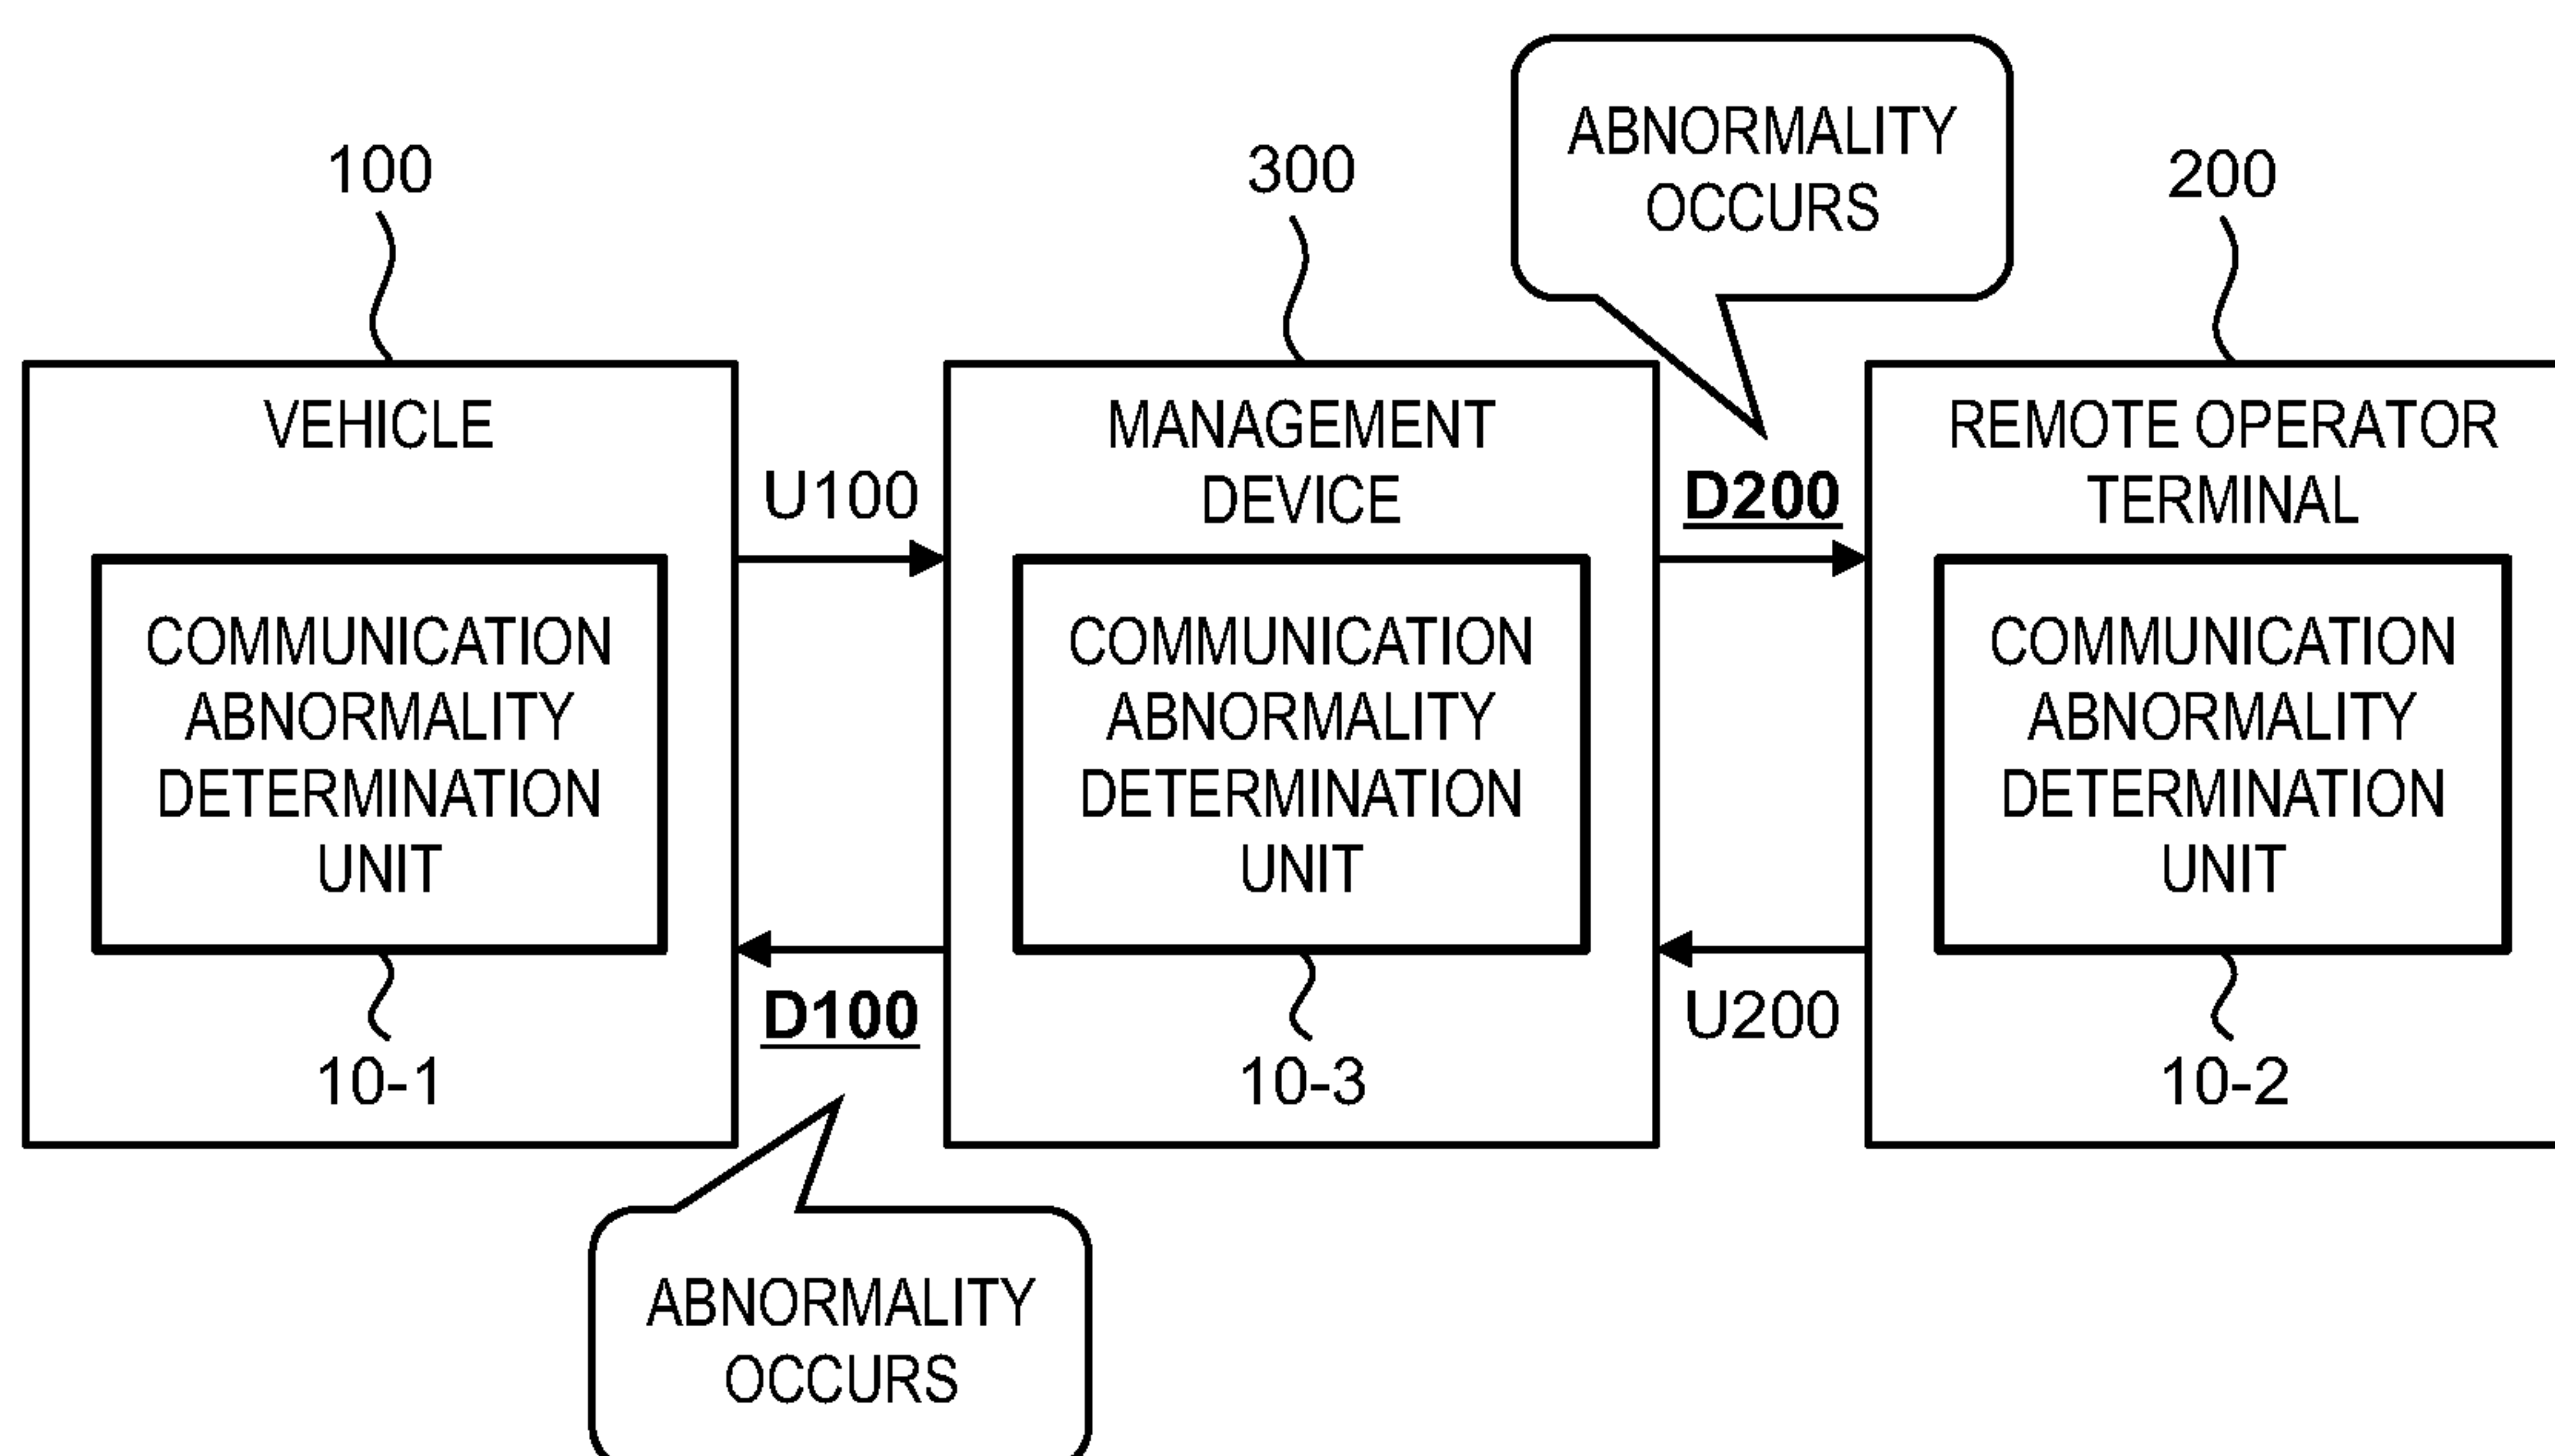 ABNORMALITY
OCCURS
100
300
200
VEHICLE
COMMUNICATION
ABNORMALITY
DETERMINATION
UNIT
10-1
U100
D100
MANAGEMENT
DEVICE
COMMUNICATION
ABNORMALITY
DETERMINATION
UNIT
10-3
D200
U200
REMOTE OPERATOR
TERMINAL
COMMUNICATION
ABNORMALITY
DETERMINATION
UNIT
10-2
ABNORMALITY
OCCURS